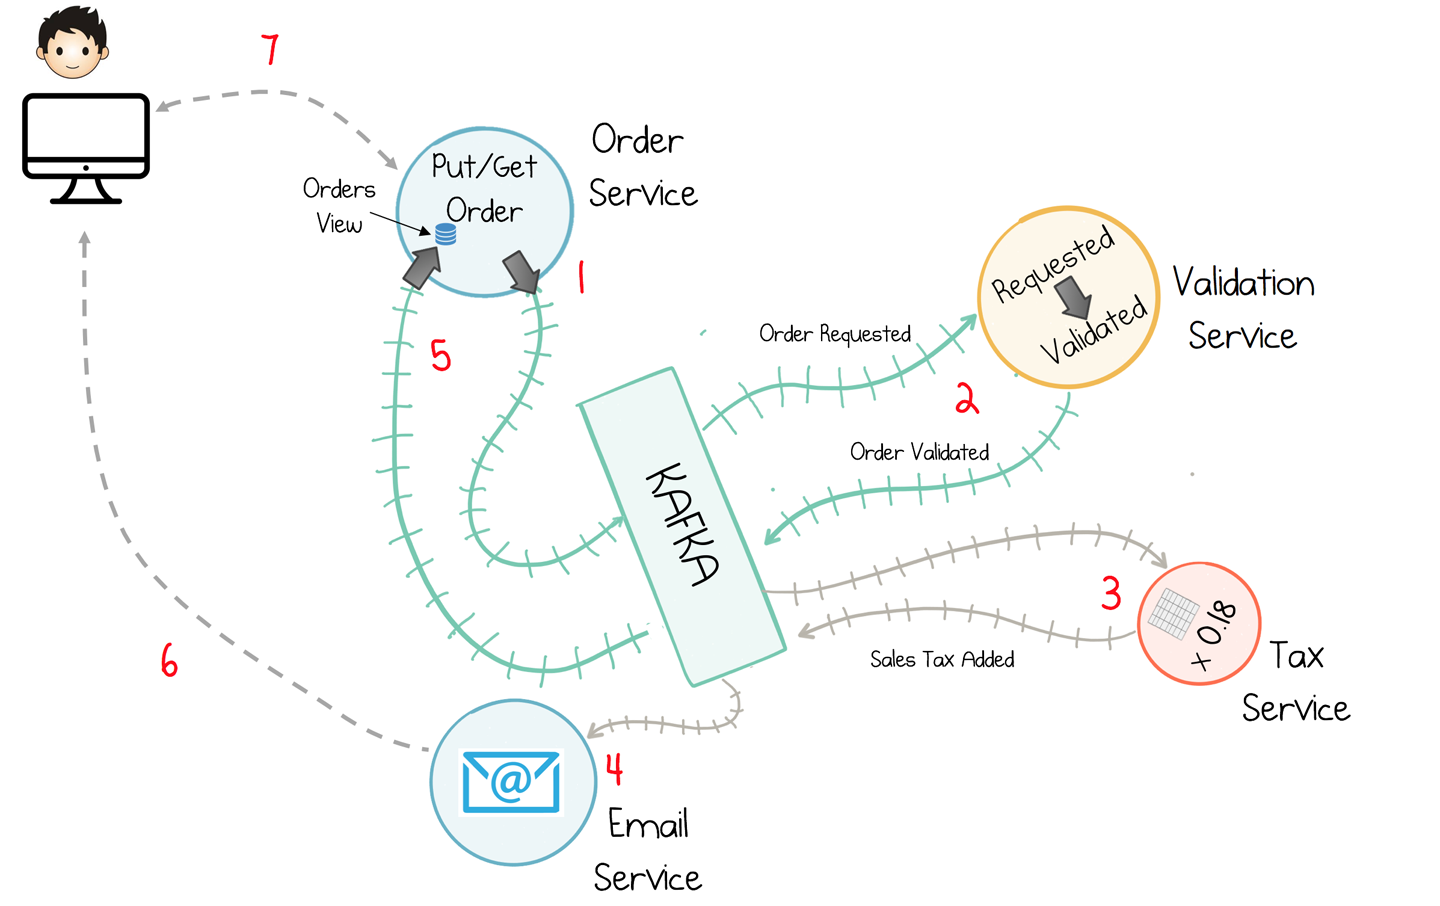 7
Put/Get
Order
Order
Service
Orders
View
1
Requested
Validated
Validation
Service
Order Requested
5
2
Order Validated
KAFKA
3
x 0.18
Sales Tax Added
Tax
Service
6
4
@
Email
Service